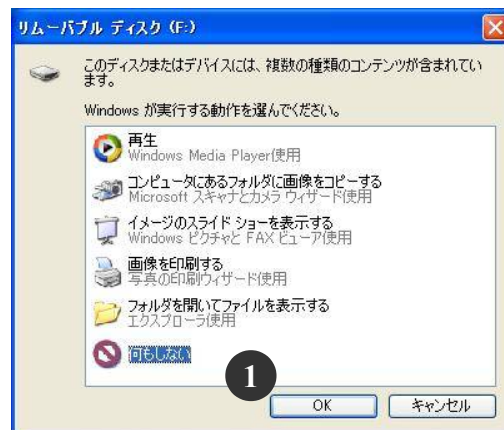 リムーバブル ディスク (F:)
このディスクまたはデバイスには、複数の種類のコンテンツが含まれてい
ます。
Windows が実行する動作を選んでください。
再生
Windows Media Player使用
コンピュータにあるフォルダに画像をコピーする
Microsoft スキャナとカメラ ウィザード使用
イメージのスライド ショーを表示する
Windows ピクチャと FAX ビューア使用
画像を印刷する
写真の印刷ウィザード使用
フォルダを開いてファイルを表示する
エクスプローラ使用
何もしない
1
OK
キャンセル